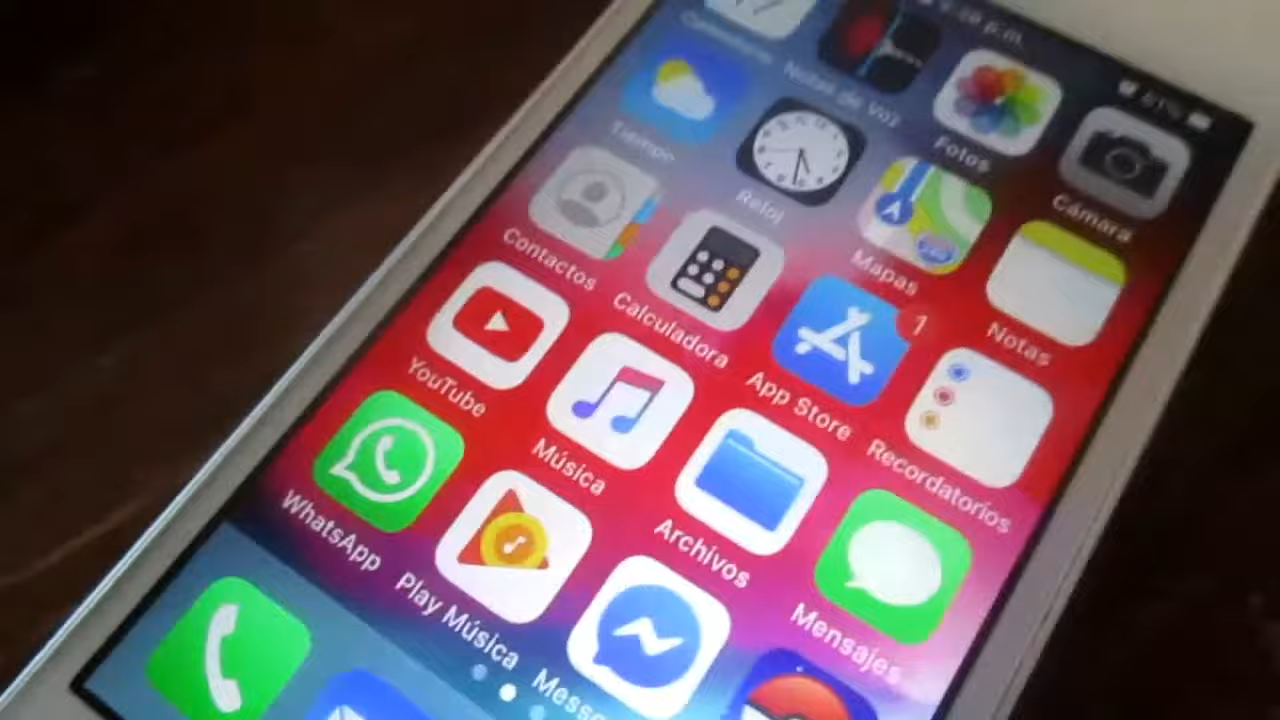 Notas de Voz
Fotos
Cámara
Tiempo
Reloj
Mapas
Notas
Contactos
Calculadora
App Store
1
Recordatorios
YouTube
Música
Archivos
Mensajes
WhatsApp
Play Música